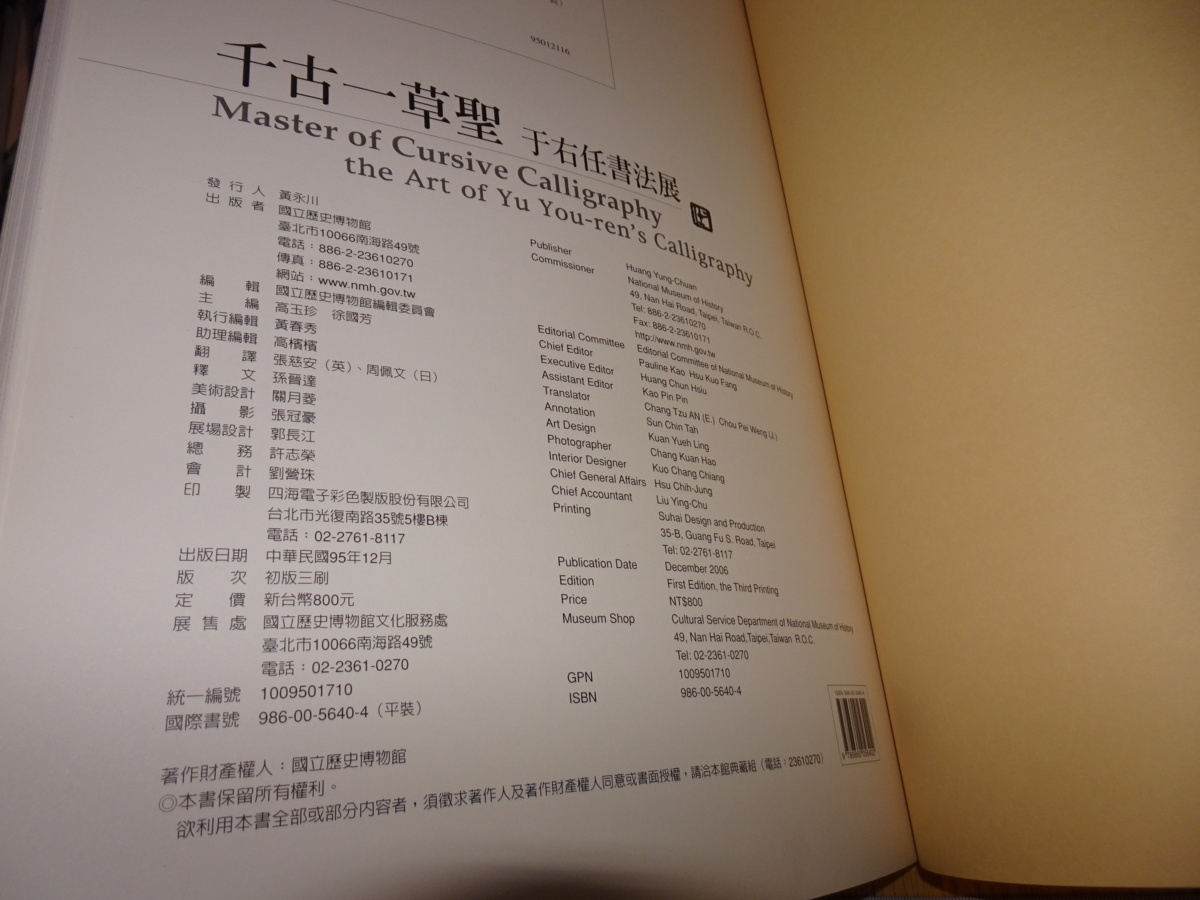 95012116
千古一草聖 于右任書法展
Master of Cursive Calligraphy
the Art of Yu You-ren's Calligraphy
發行人 黃永川
出版者 國立歷史博物館
臺北市10066南海路49號
電話：886-2-23610270
傳真：886-2-23610171
網站：www.nmh.gov.tw
編輯 國立歷史博物館編輯委員會
主編 高玉珍 徐國芳
執行編輯 黃春秀
助理編輯 高檳檳
翻譯 張慈安（英）、周佩文（日）
釋文 孫晉達
美術設計 關月菱
攝影 張冠豪
展場設計 郭長江
總務 許志榮
會計 劉營珠
印製 四海電子彩色製版股份有限公司
台北市光復南路35號5樓B棟
電話：02-2761-8117
出版日期 中華民國95年12月
版次 初版三刷
定價 新台幣800元
展售處 國立歷史博物館文化服務處
臺北市10066南海路49號
電話：02-2361-0270
統一編號 1009501710
國際書號 986-00-5640-4（平裝）
Publisher Huang Yung-Chuan
Commissioner National Museum of History
49, Nan Hai Road, Taipei, Taiwan R.O.C.
Tel: 886-2-23610270
Fax: 886-2-23610171
http://www.nmh.gov.tw
Editorial Committee Editorial Committee of National Museum of History
Chief Editor Pauline Kao Hsu Kuo Fang
Executive Editor Huang Chun Hsiu
Assistant Editor Kao Pin Pin
Translator Chang Tzu AN (E.) Chou Pei Weng (J.)
Annotation Sun Chin Tah
Art Design Kuan Yueh Ling
Photographer Chang Kuan Hao
Interior Designer Kuo Chang Chiang
Chief General Affairs Hsu Chih-Jung
Chief Accountant Liu Ying-Chu
Printing Suhai Design and Production
35-B, Guang Fu S. Road, Taipei
Tel: 02-2761-8117
Publication Date December 2006
Edition First Edition, the Third Printing
Price NT$800
Museum Shop Cultural Service Department of National Museum of History
49, Nan Hai Road,Taipei,Taiwan R.O.C.
Tel: 02-2361-0270
GPN 1009501710
ISBN 986-00-5640-4
著作財產權人：國立歷史博物館
◎本書保留所有權利。
欲利用本書全部或部分內容者，須徵求著作人及著作財產權人同意或書面授權，請洽本館典藏組（電話：23610270）